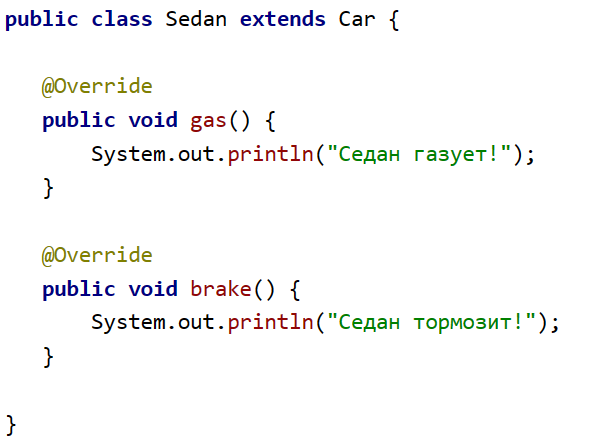 public class Sedan extends Car {
@Override
public void gas() {
System.out.println("Седан газует!");
}
@Override
public void brake() {
System.out.println("Седан тормозит!");
}
}